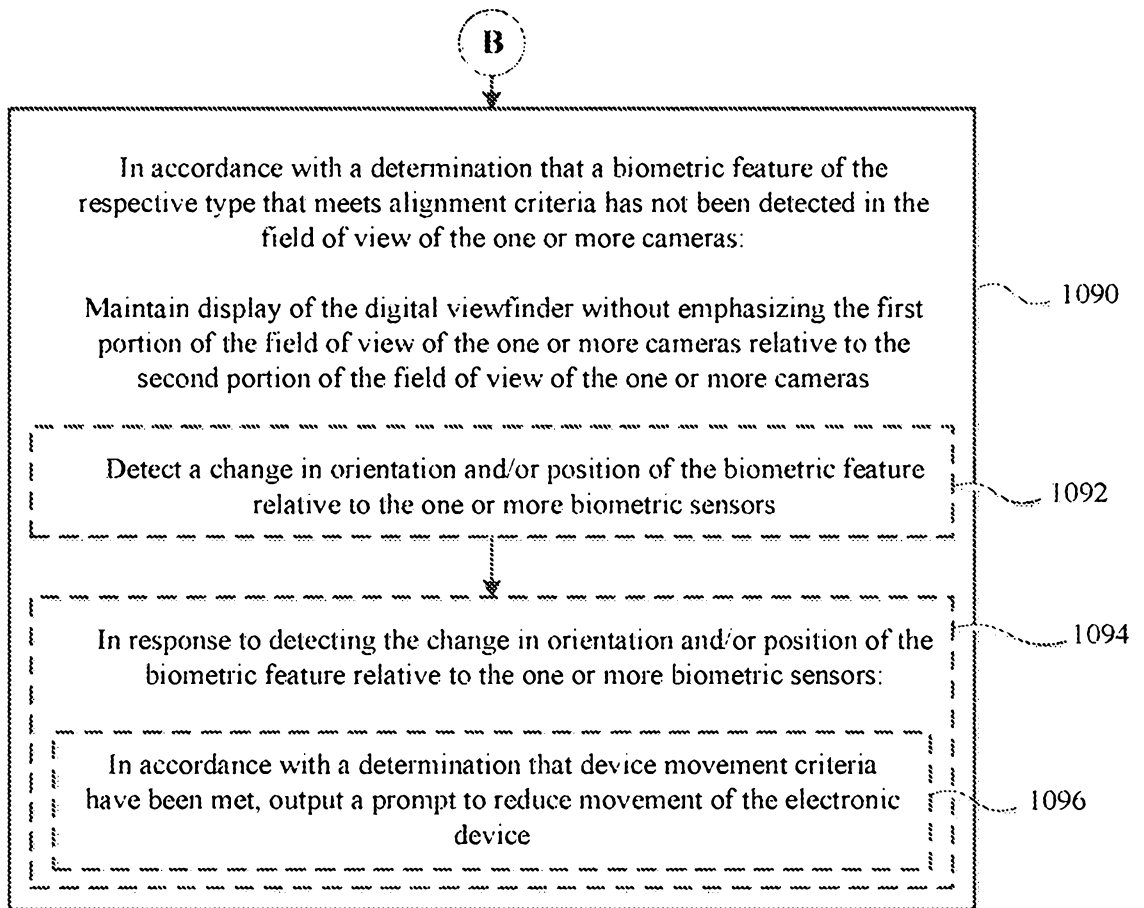 B
In accordance with a determination that a biometric feature of the
respective type that meets alignment criteria has not been detected in the
field of view of the one or more cameras:
Maintain display of the digital viewfinder without emphasizing the first
portion of the field of view of the one or more cameras relative to the
second portion of the field of view of the one or more cameras
1090
Detect a change in orientation and/or position of the biometric feature
relative to the one or more biometric sensors
1092
In response to detecting the change in orientation and/or position of the
biometric feature relative to the one or more biometric sensors:
1094
In accordance with a determination that device movement criteria
have been met, output a prompt to reduce movement of the electronic
device
1096